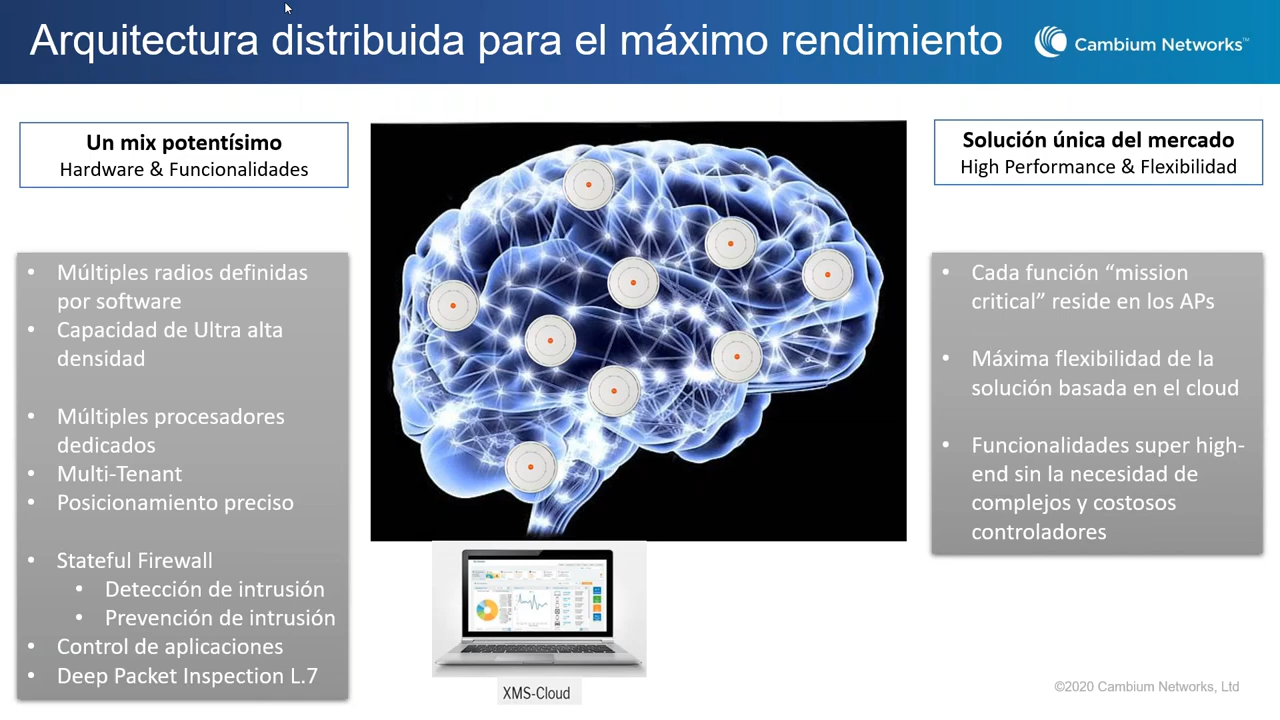 Arquitectura distribuida para el máximo rendimiento
Cambium Networks™
Un mix potentísimo
Hardware & Funcionalidades
Solución única del mercado
High Performance & Flexibilidad
• Múltiples radios definidas
por software
• Capacidad de Ultra alta
densidad
• Múltiples procesadores
dedicados
• Multi-Tenant
• Posicionamiento preciso
• Stateful Firewall
• Detección de intrusión
• Prevención de intrusión
• Control de aplicaciones
• Deep Packet Inspection L.7
• Cada función “mission
critical” reside en los APs
• Máxima flexibilidad de la
solución basada en el cloud
• Funcionalidades super high-
end sin la necesidad de
complejos y costosos
controladores
XMS-Cloud
©2020 Cambium Networks, Ltd